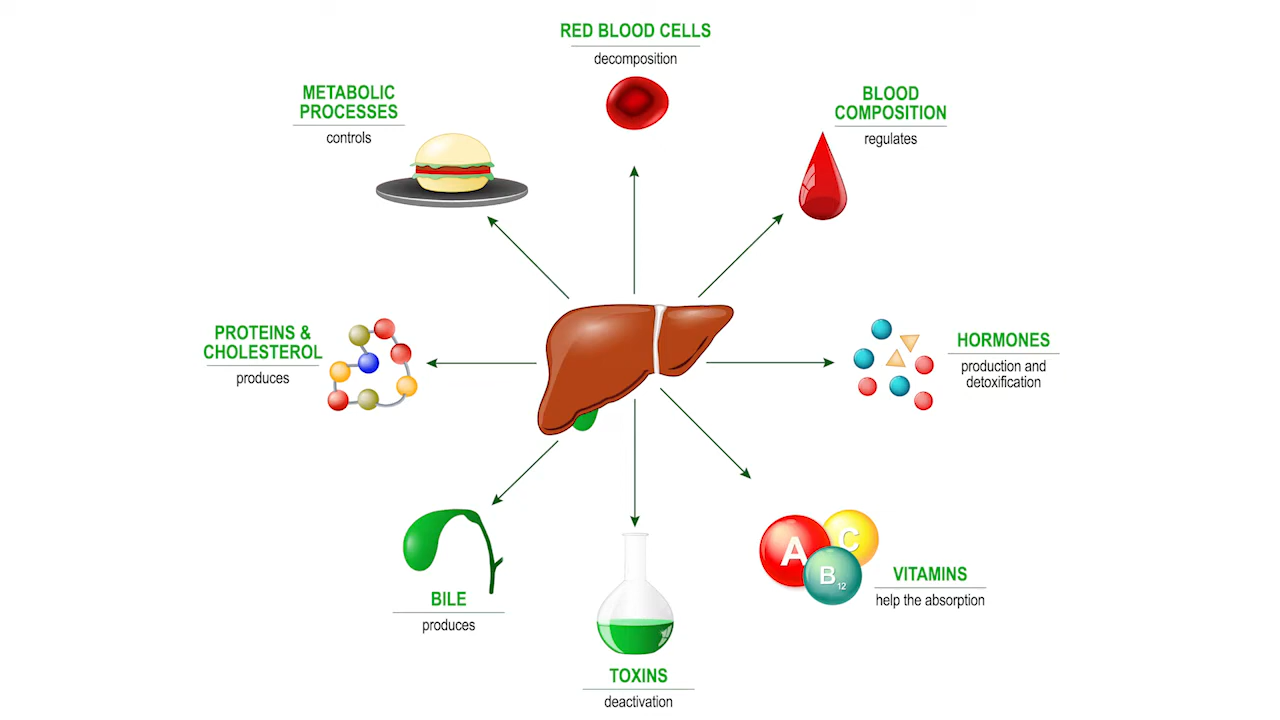 RED BLOOD CELLS
decomposition
METABOLIC
PROCESSES
controls
BLOOD
COMPOSITION
regulates
PROTEINS &
CHOLESTEROL
produces
HORMONES
production and
detoxification
A
C
B12
VITAMINS
help the absorption
BILE
produces
TOXINS
deactivation